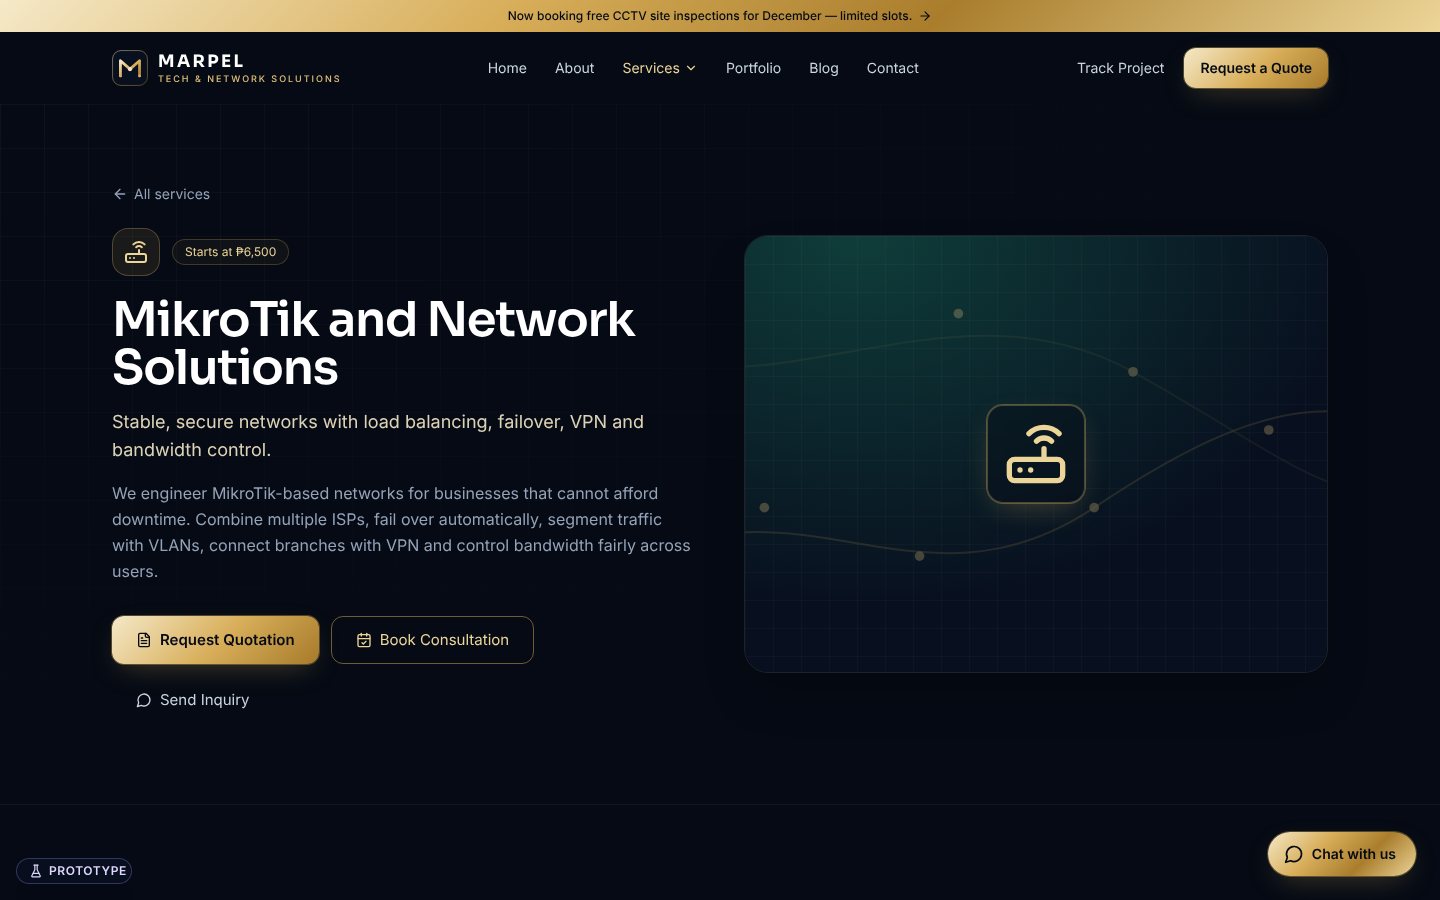 Now booking free CCTV site inspections for December — limited slots.
MARPEL
TECH & NETWORK SOLUTIONS
Home
About
Services
Portfolio
Blog
Contact
Track Project
Request a Quote
All services
Starts at ₱6,500
MikroTik and Network
Solutions
Stable, secure networks with load balancing, failover, VPN and
bandwidth control.
We engineer MikroTik-based networks for businesses that cannot afford
downtime. Combine multiple ISPs, fail over automatically, segment traffic
with VLANs, connect branches with VPN and control bandwidth fairly across
users.
Request Quotation
Book Consultation
Send Inquiry
PROTOTYPE
Chat with us